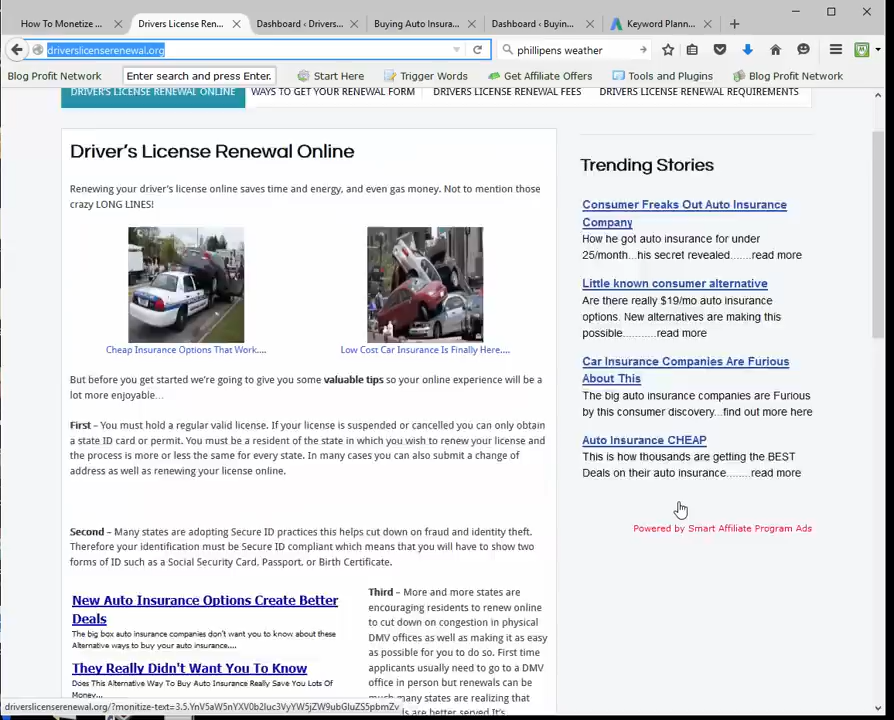 How To Monetize ...
Drivers License Ren...
Dashboard ‹ Drivers...
Buying Auto Insura...
Dashboard ‹ Buyin...
Keyword Plann...
driverslicenserenewal.org
phillipens weather
Blog Profit Network
Enter search and press Enter.
Start Here
Trigger Words
Get Affiliate Offers
Tools and Plugins
Blog Profit Network
DRIVER'S LICENSE RENEWAL ONLINE
WAYS TO GET YOUR RENEWAL FORM
DRIVERS LICENSE RENEWAL FEES
DRIVERS LICENSE RENEWAL REQUIREMENTS
Driver's License Renewal Online
Renewing your driver's license online saves time and energy, and even gas money. Not to mention those
crazy LONG LINES!
Cheap Insurance Options That Work....
Low Cost Car Insurance Is Finally Here....
But before you get started we're going to give you some valuable tips so your online experience will be a
lot more enjoyable...
First – You must hold a regular valid license. If your license is suspended or cancelled you can only obtain
a state ID card or permit. You must be a resident of the state in which you wish to renew your license and
the process is more or less the same for every state. In many cases you can also submit a change of
address as well as renewing your license online.
Second – Many states are adopting Secure ID practices this helps cut down on fraud and identity theft.
Therefore your identification must be Secure ID compliant which means that you will have to show two
forms of ID such as a Social Security Card, Passport, or Birth Certificate.
New Auto Insurance Options Create Better
Deals
The big box auto insurance companies don't want you to know about these
Alternative ways to buy your auto insurance....
They Really Didn't Want You To Know
Does This Alternative Way To Buy Auto Insurance Really Save You Lots Of
Money...
Third – More and more states are
encouraging residents to renew online
to cut down on congestion in physical
DMV offices as well as making it as easy
as possible for you to do so. First time
applicants usually need to go to a DMV
office in person but renewals can be
much many states are realizing that
are better served It's
Trending Stories
Consumer Freaks Out Auto Insurance
Company
How he got auto insurance for under
25/month...his secret revealed.......read more
Little known consumer alternative
Are there really $19/mo auto insurance
options. New alternatives are making this
possible...........read more
Car Insurance Companies Are Furious
About This
The big auto insurance companies are Furious
by this consumer discovery...find out more here
Auto Insurance CHEAP
This is how thousands are getting the BEST
Deals on their auto insurance........read more
Powered by Smart Affiliate Program Ads